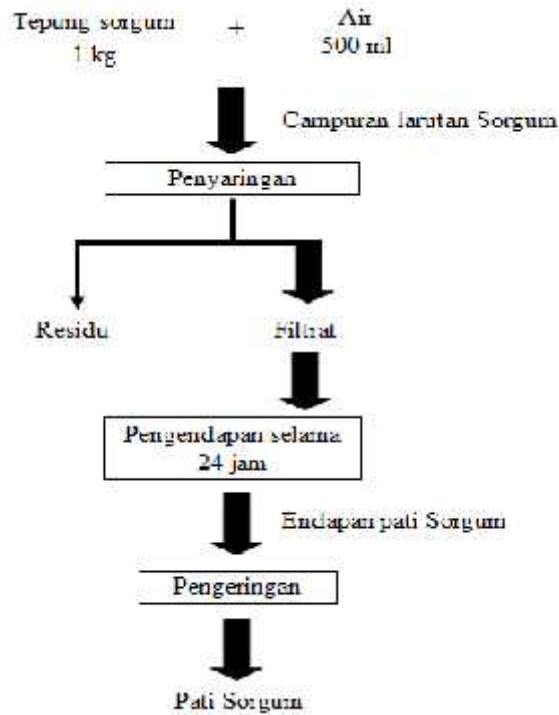 Tepung sorgum + Air
1 kg 500 ml
Campuran larutan Sorgum
Penyaringan
Residu Filtrat
Pengendapan selama
24 jam
Endapan pati Sorgum
Pengeringan
Pati Sorgum